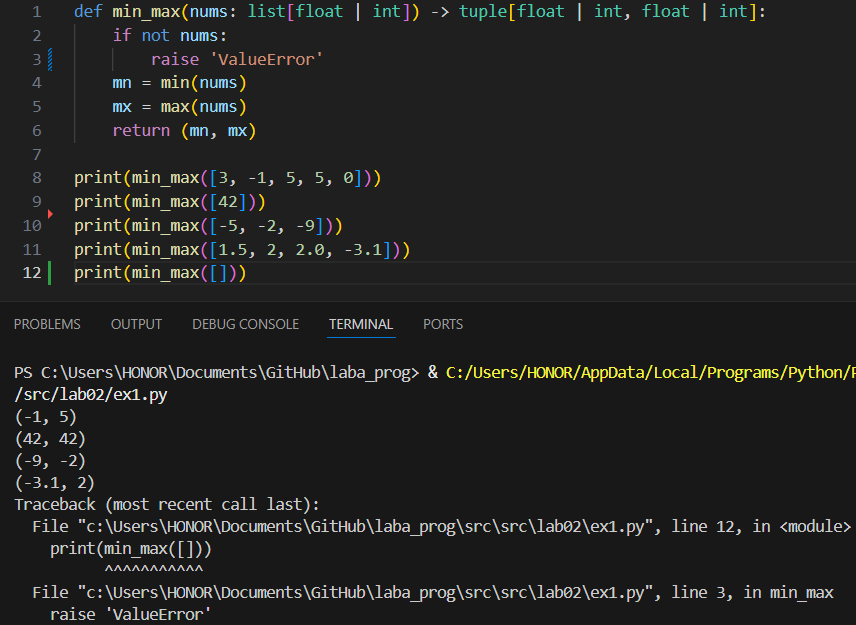 1 def min_max(nums: list[float | int]) -> tuple[float | int, float | int]:
2     if not nums:
3         raise 'ValueError'
4     mn = min(nums)
5     mx = max(nums)
6     return (mn, mx)
7
8 print(min_max([3, -1, 5, 5, 0]))
9 print(min_max([42]))
10 print(min_max([-5, -2, -9]))
11 print(min_max([1.5, 2, 2.0, -3.1]))
12 print(min_max([]))
PROBLEMS OUTPUT DEBUG CONSOLE TERMINAL PORTS
PS C:\Users\HONOR\Documents\GitHub\laba_prog> & C:/Users/HONOR/AppData/Local/Programs/Python/
/src/lab02/ex1.py
(-1, 5)
(42, 42)
(-9, -2)
(-3.1, 2)
Traceback (most recent call last):
  File "c:\Users\HONOR\Documents\GitHub\laba_prog\src\src\lab02\ex1.py", line 12, in <module>
    print(min_max([]))
          ^^^^^^^^^^^
  File "c:\Users\HONOR\Documents\GitHub\laba_prog\src\src\lab02\ex1.py", line 3, in min_max
    raise 'ValueError'